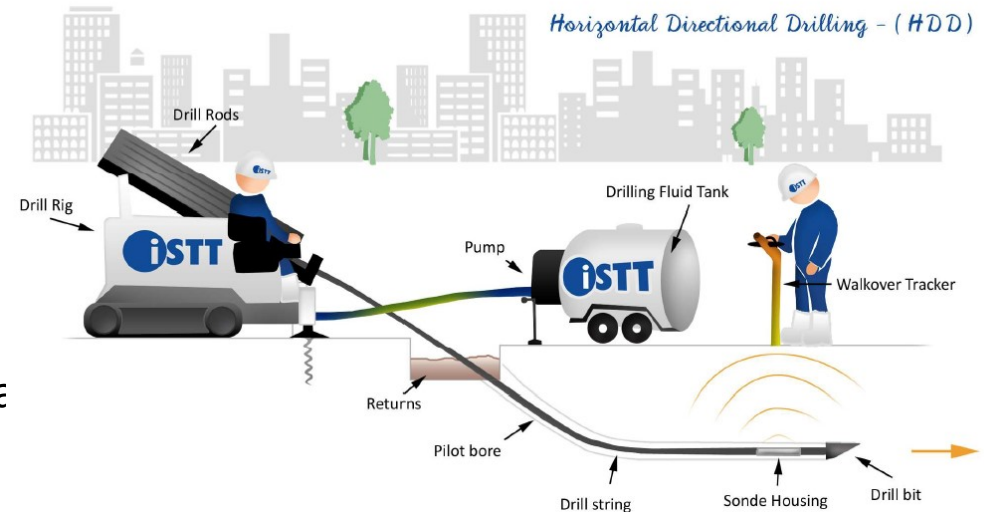 Horizontal Directional Drilling - ( HDD )
Drill Rods
iSTT
iSTT
Drilling Fluid Tank
Drill Rig
Pump
iSTT
iSTT
Walkover Tracker
Returns
Pilot bore
Drill string
Sonde Housing
Drill bit